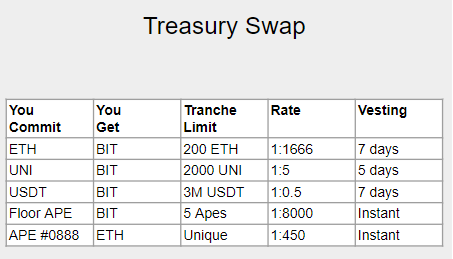 Treasury Swap
You Commit You Get Tranche Limit Rate Vesting
ETH BIT 200 ETH 1:1666 7 days
UNI BIT 2000 UNI 1:5 5 days
USDT BIT 3M USDT 1:0.5 7 days
Floor APE BIT 5 Apes 1:8000 Instant
APE #0888 ETH Unique 1:450 Instant